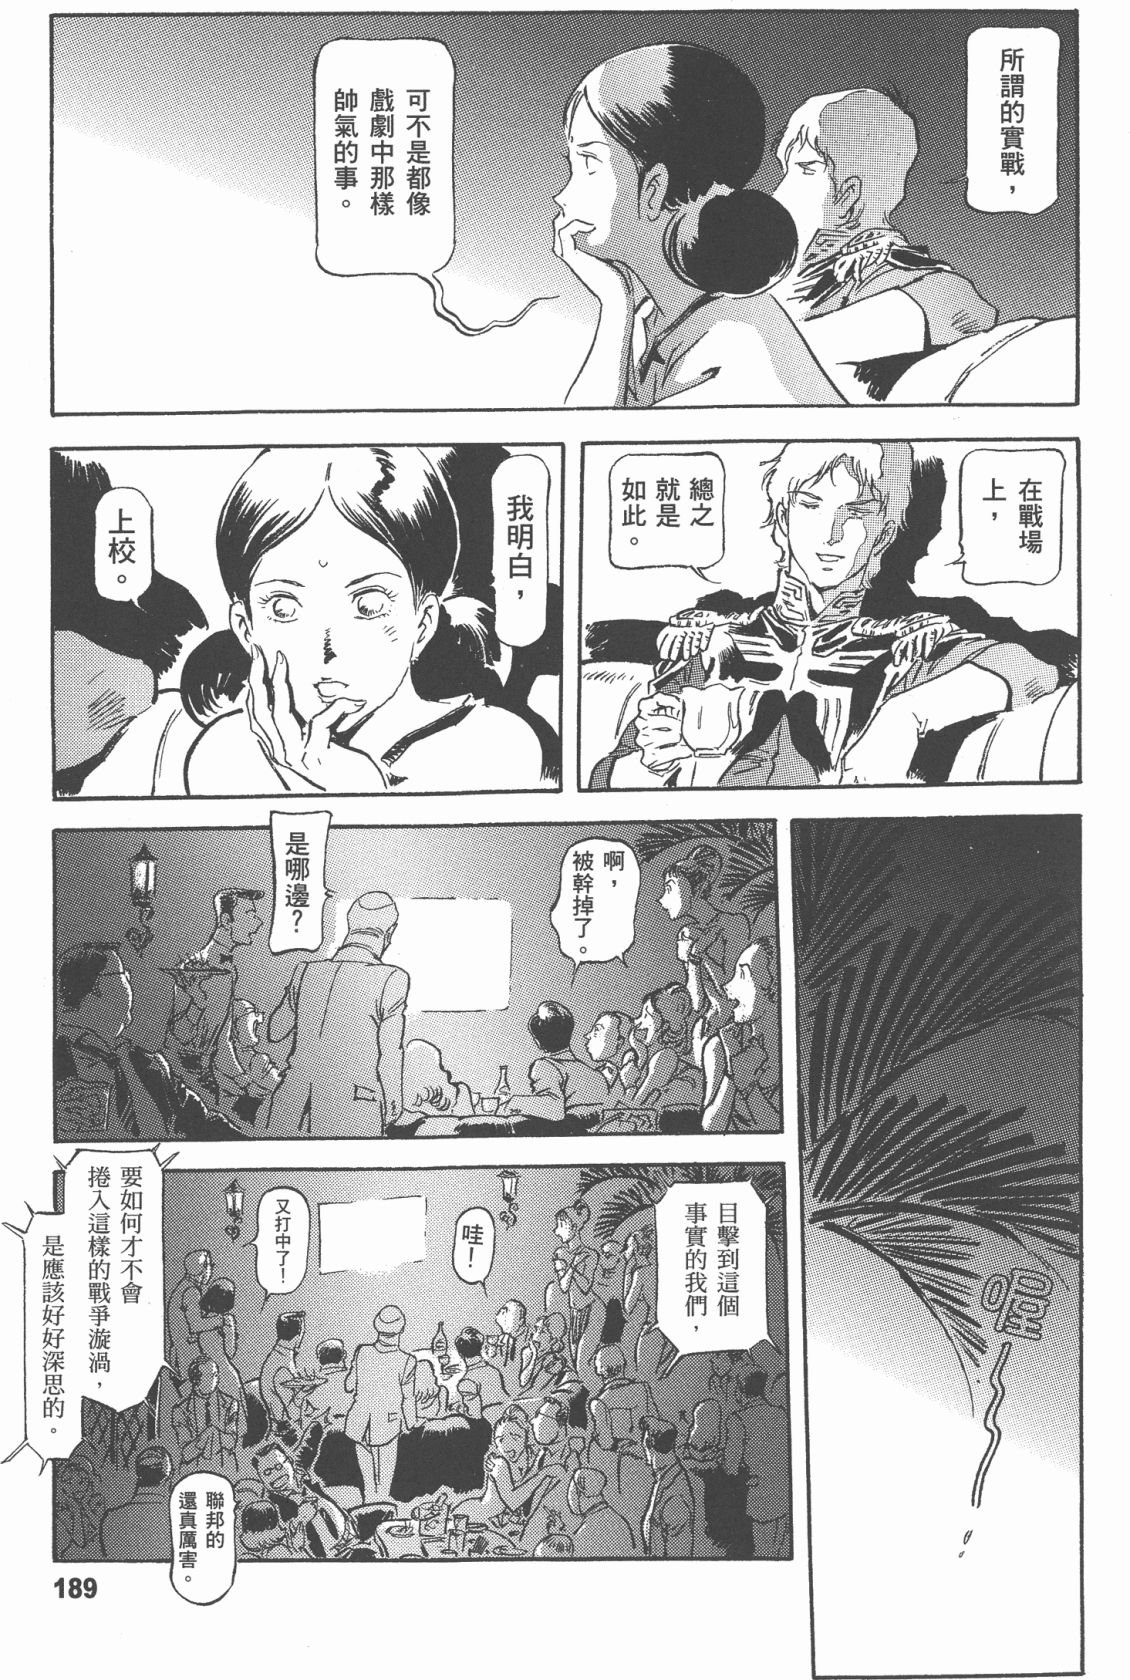 所謂的實戰，
可不是都像
戲劇中那樣
帥氣的事。
在戰場
上，
總之
就是
如此。
我明白，
上校。
喔
啊，
被幹掉了。
是哪邊？
目擊到這個
事實的我們，
哇！
又打中了！
要如何才不會
捲入這樣的戰爭漩渦，
是應該好好深思的。
聯邦的
還真厲害。
189